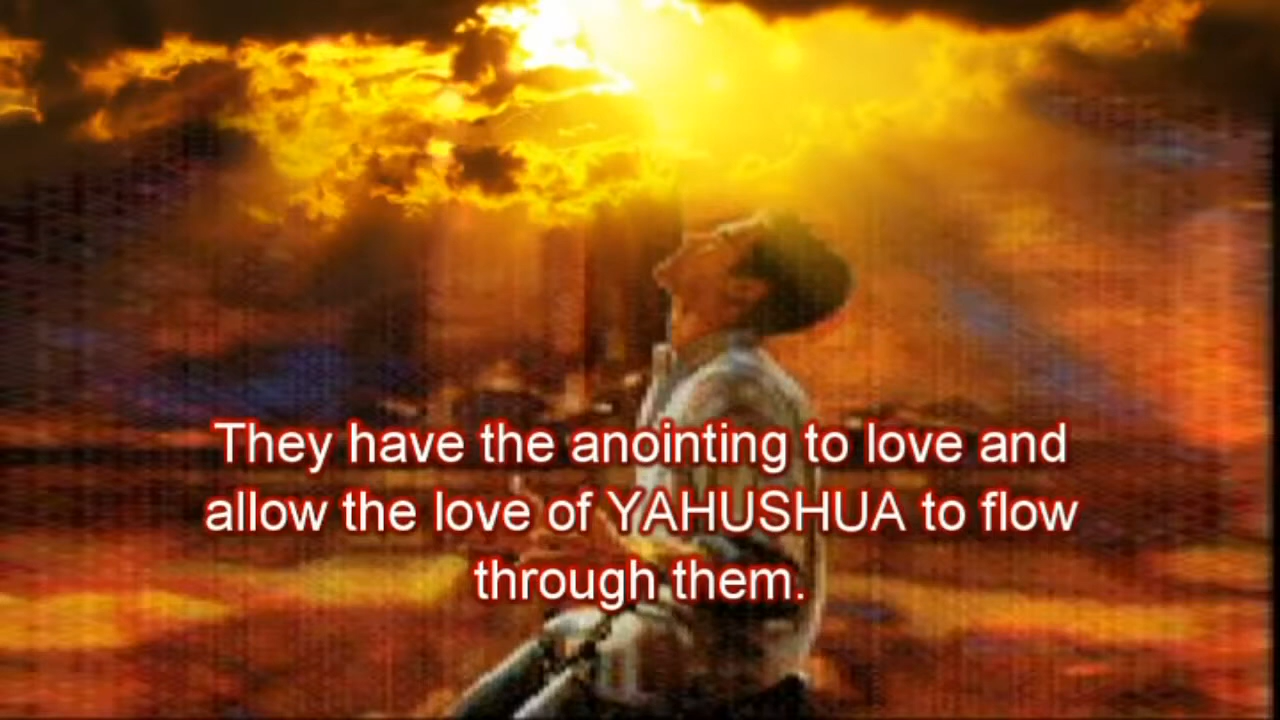 They have the anointing to love and
allow the love of YAHUSHUA to flow
through them.